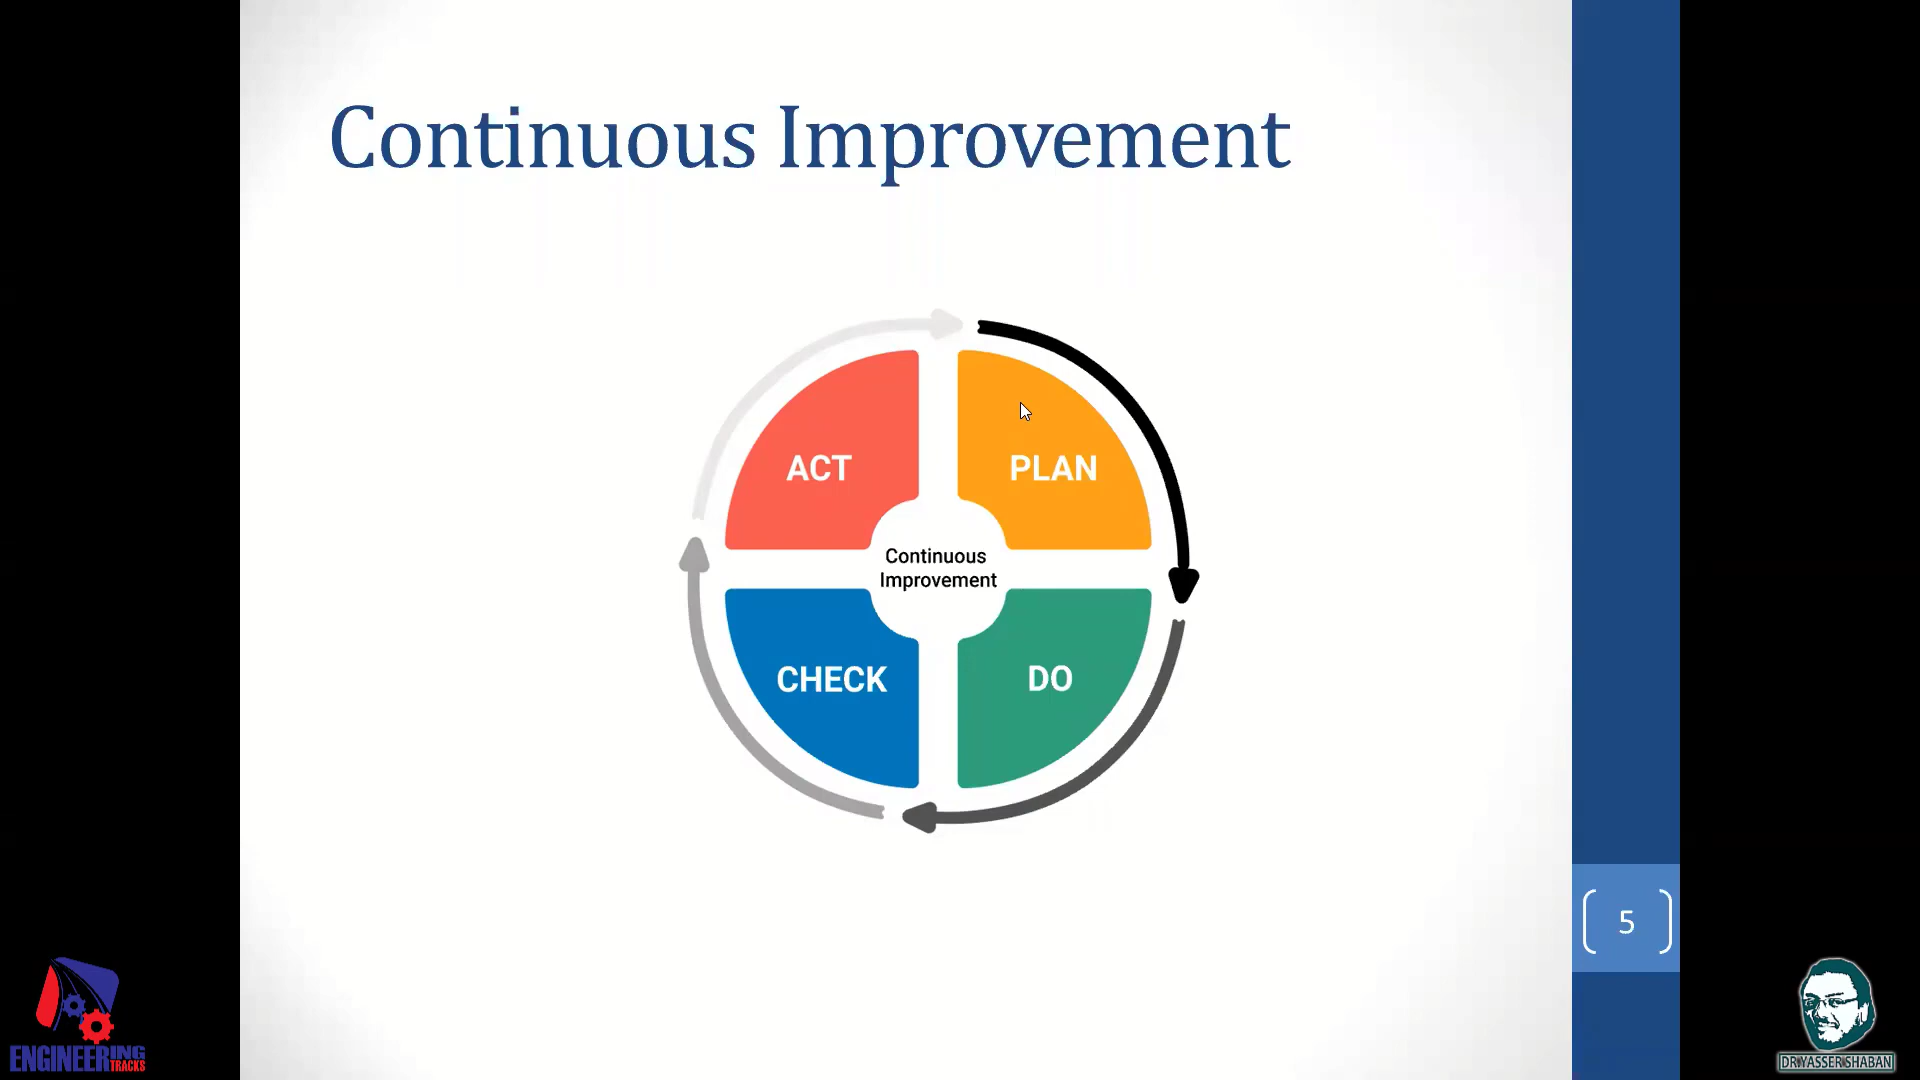 Continuous Improvement
ACT
PLAN
Continuous
Improvement
CHECK
DO
5
ENGINEERING
TRACKS
DR.YASSER SHABAN